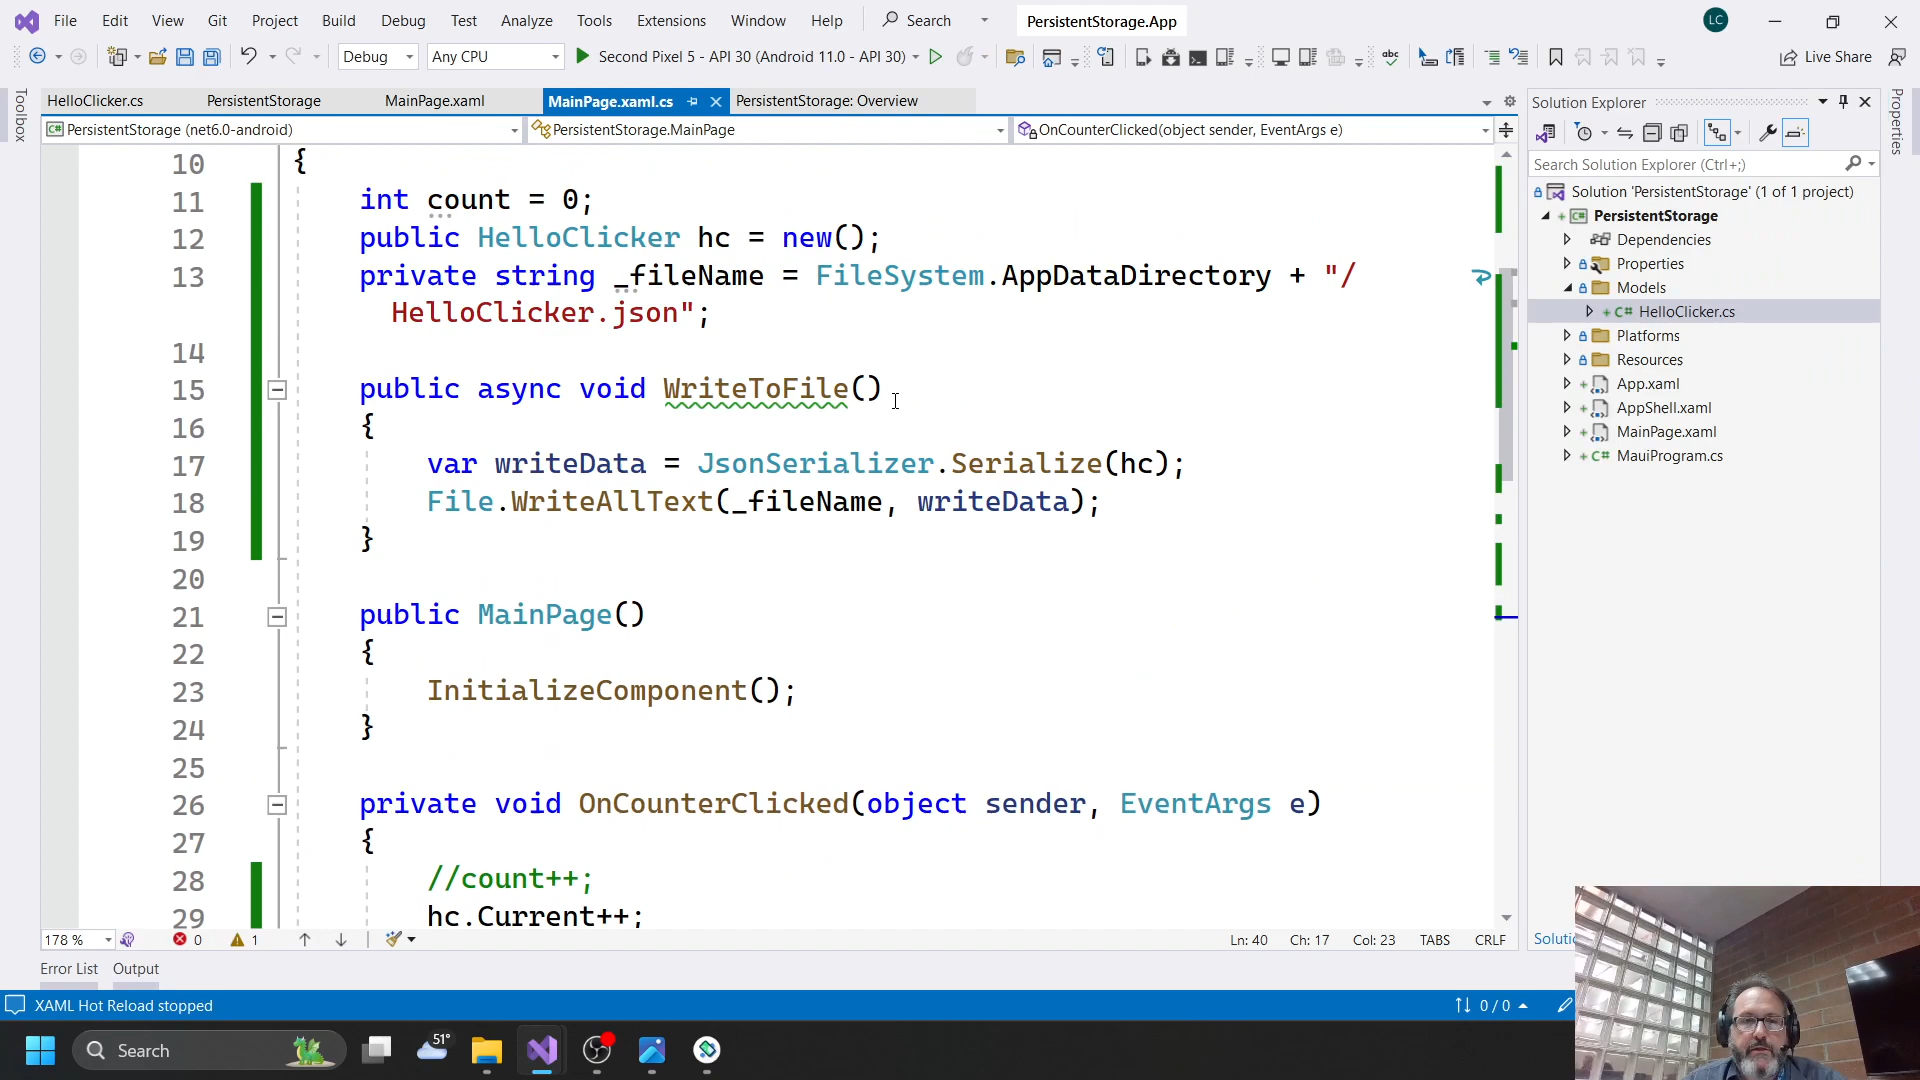 File Edit View Git Project Build Debug Test Analyze Tools Extensions Window Help Search PersistentStorage.App LC
Debug Any CPU Second Pixel 5 - API 30 (Android 11.0 - API 30) Live Share
Toolbox
HelloClicker.cs PersistentStorage MainPage.xaml MainPage.xaml.cs PersistentStorage: Overview
PersistentStorage (net6.0-android) PersistentStorage.MainPage OnCounterClicked(object sender, EventArgs e)
10 {
11 int count = 0;
12 public HelloClicker hc = new();
13 private string _fileName = FileSystem.AppDataDirectory + "/
HelloClicker.json";
14
15 public async void WriteToFile()
16 {
17 var writeData = JsonSerializer.Serialize(hc);
18 File.WriteAllText(_fileName, writeData);
19 }
20
21 public MainPage()
22 {
23 InitializeComponent();
24 }
25
26 private void OnCounterClicked(object sender, EventArgs e)
27 {
28 //count++;
29 hc.Current++;
178 % 0 1 Ln: 40 Ch: 17 Col: 23 TABS CRLF
Solution Explorer
Search Solution Explorer (Ctrl+;)
Solution 'PersistentStorage' (1 of 1 project)
PersistentStorage
Dependencies
Properties
Models
HelloClicker.cs
Platforms
Resources
App.xaml
AppShell.xaml
MainPage.xaml
MauiProgram.cs
Properties
Error List Output
XAML Hot Reload stopped 0 / 0
Search 51°